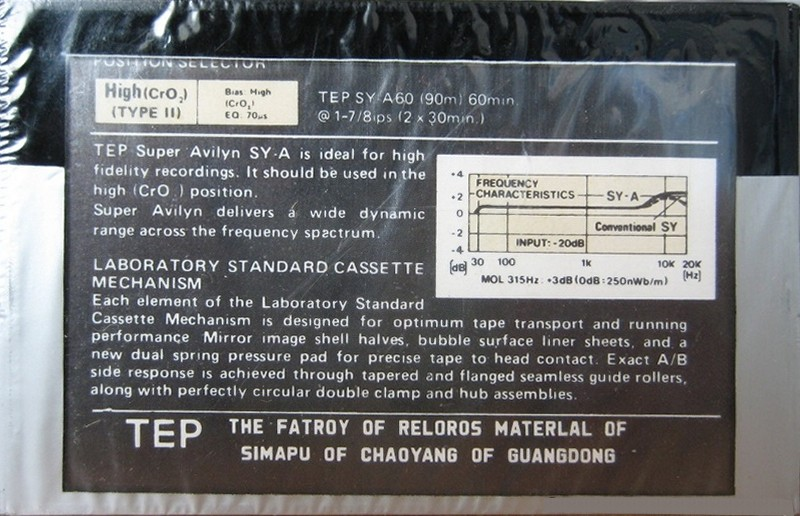 POSITION SELECTOR
High(CrO2)
(TYPE II)
Bias High
(CrO2)
EQ. 70μs
TEP SY-A60 (90m) 60min.
@ 1-7/8ips (2 x 30min.)
TEP Super Avilyn SY-A is ideal for high
fidelity recordings. It should be used in the
high (CrO ) position.
Super Avilyn delivers a wide dynamic
range across the frequency spectrum.
+4
+2
0
-2
-4
[dB]
FREQUENCY
CHARACTERISTICS
SY-A
Conventional SY
INPUT: -20dB
30 100 1k 10K 20K
[Hz]
MOL 315Hz: +3dB(0dB:250nWb/m)
LABORATORY STANDARD CASSETTE
MECHANISM
Each element of the Laboratory Standard
Cassette Mechanism is designed for optimum tape transport and running
performance Mirror image shell halves, bubble surface liner sheets, and a
new dual spring pressure pad for precise tape to head contact. Exact A/B
side response is achieved through tapered and flanged seamless guide rollers,
along with perfectly circular double clamp and hub assemblies.
TEP THE FATROY OF RELOROS MATERLAL OF
SIMAPU OF CHAOYANG OF GUANGDONG